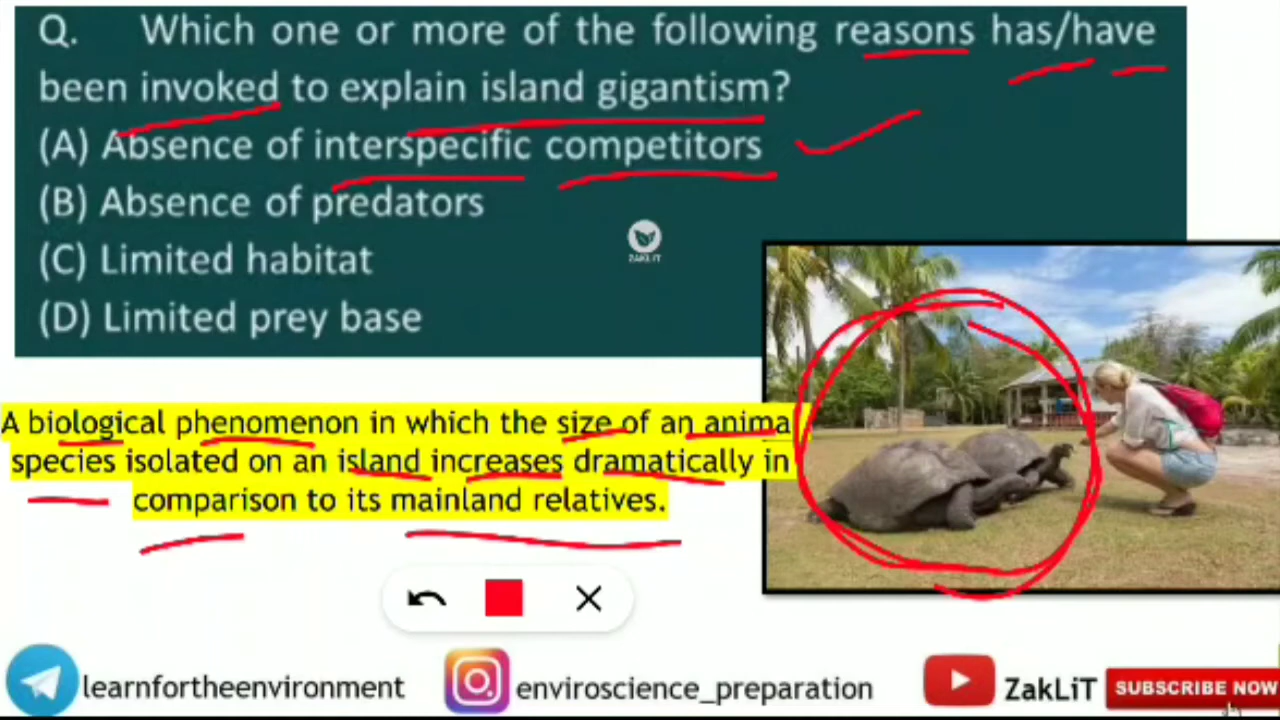 Q. Which one or more of the following reasons has/have
been invoked to explain island gigantism?
(A) Absence of interspecific competitors
(B) Absence of predators
(C) Limited habitat
(D) Limited prey base
ZAKLIT
A biological phenomenon in which the size of an anima
species isolated on an island increases dramatically in
comparison to its mainland relatives.
learnfortheenvironment
enviroscience_preparation
ZakLiT
SUBSCRIBE NOW